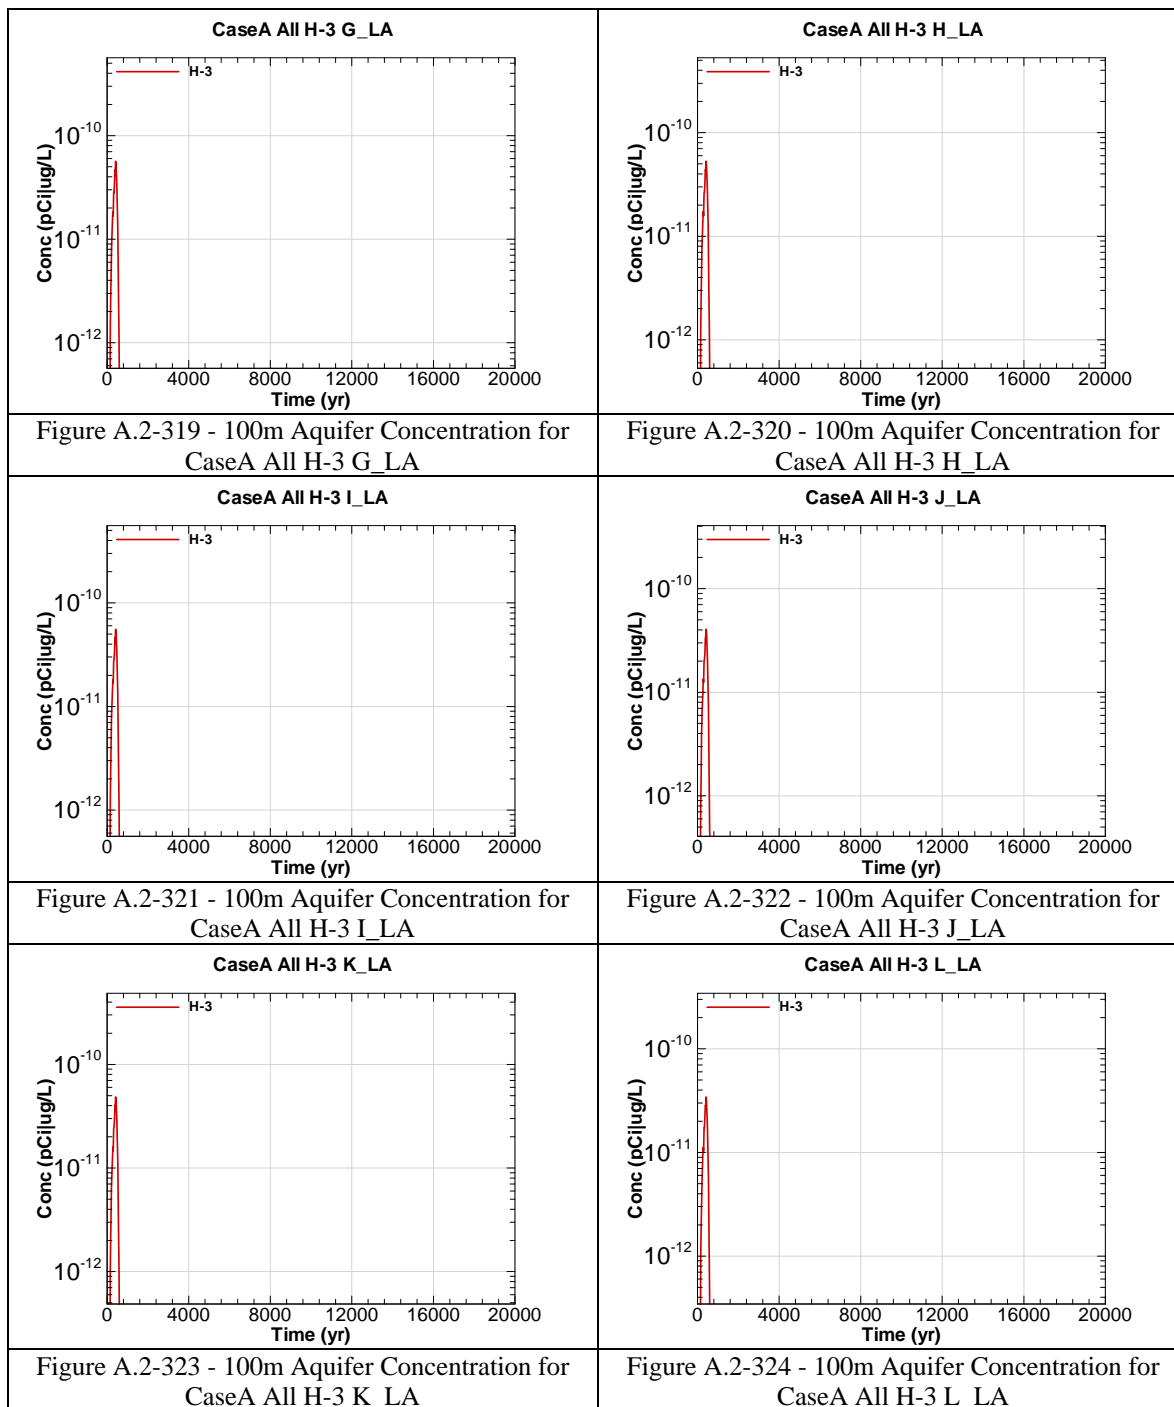 CaseA All H-3 G_LA
H-3
10-10
10-11
10-12
Conc (pCi|ug/L)
0 4000 8000 12000 16000 20000
Time (yr)
Figure A.2-319 - 100m Aquifer Concentration for
CaseA All H-3 G_LA
CaseA All H-3 H_LA
H-3
10-10
10-11
10-12
Conc (pCi|ug/L)
0 4000 8000 12000 16000 20000
Time (yr)
Figure A.2-320 - 100m Aquifer Concentration for
CaseA All H-3 H_LA
CaseA All H-3 I_LA
H-3
10-10
10-11
10-12
Conc (pCi|ug/L)
0 4000 8000 12000 16000 20000
Time (yr)
Figure A.2-321 - 100m Aquifer Concentration for
CaseA All H-3 I_LA
CaseA All H-3 J_LA
H-3
10-10
10-11
10-12
Conc (pCi|ug/L)
0 4000 8000 12000 16000 20000
Time (yr)
Figure A.2-322 - 100m Aquifer Concentration for
CaseA All H-3 J_LA
CaseA All H-3 K_LA
H-3
10-10
10-11
10-12
Conc (pCi|ug/L)
0 4000 8000 12000 16000 20000
Time (yr)
Figure A.2-323 - 100m Aquifer Concentration for
CaseA All H-3 K_LA
CaseA All H-3 L_LA
H-3
10-10
10-11
10-12
Conc (pCi|ug/L)
0 4000 8000 12000 16000 20000
Time (yr)
Figure A.2-324 - 100m Aquifer Concentration for
CaseA All H-3 L_LA